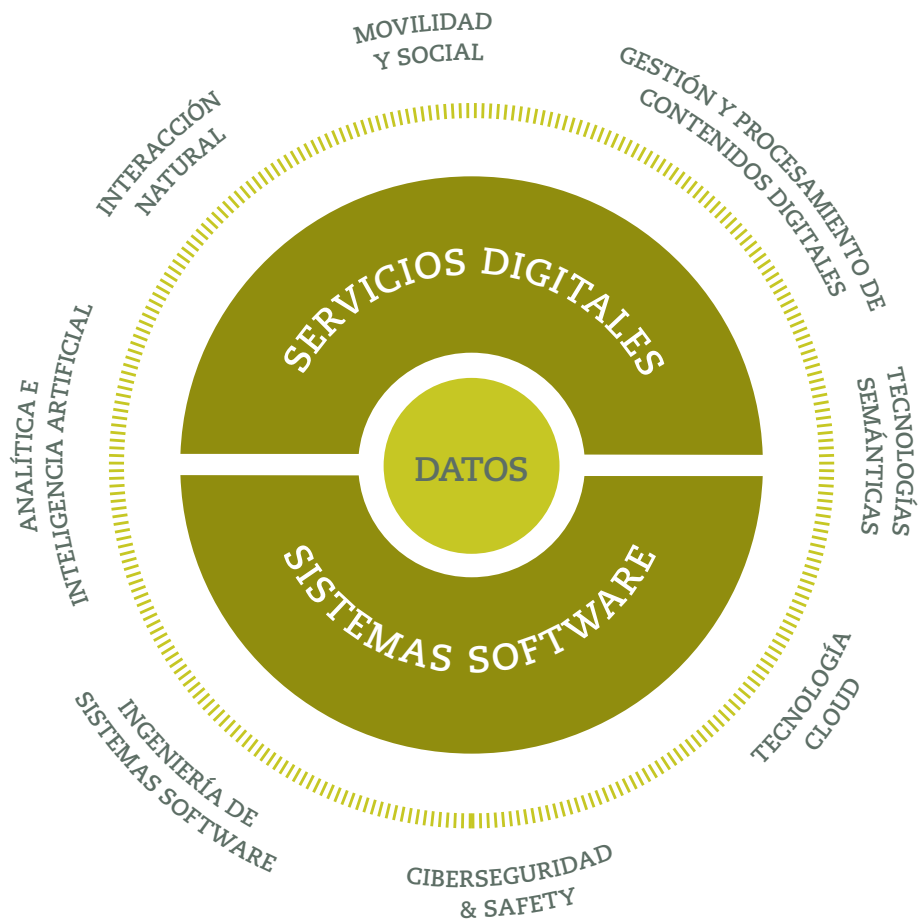 MOVILIDAD
Y SOCIAL
GESTIÓN Y PROCESAMIENTO DE
CONTENIDOS DIGITALES
TECNOLOGÍAS
SEMÁNTICAS
TECNOLOGÍA
CLOUD
CIBERSEGURIDAD
& SAFETY
INGENIERÍA DE
SISTEMAS SOFTWARE
ANALÍTICA E
INTELIGENCIA ARTIFICIAL
INTERACCIÓN
NATURAL
SERVICIOS DIGITALES
DATOS
SISTEMAS SOFTWARE